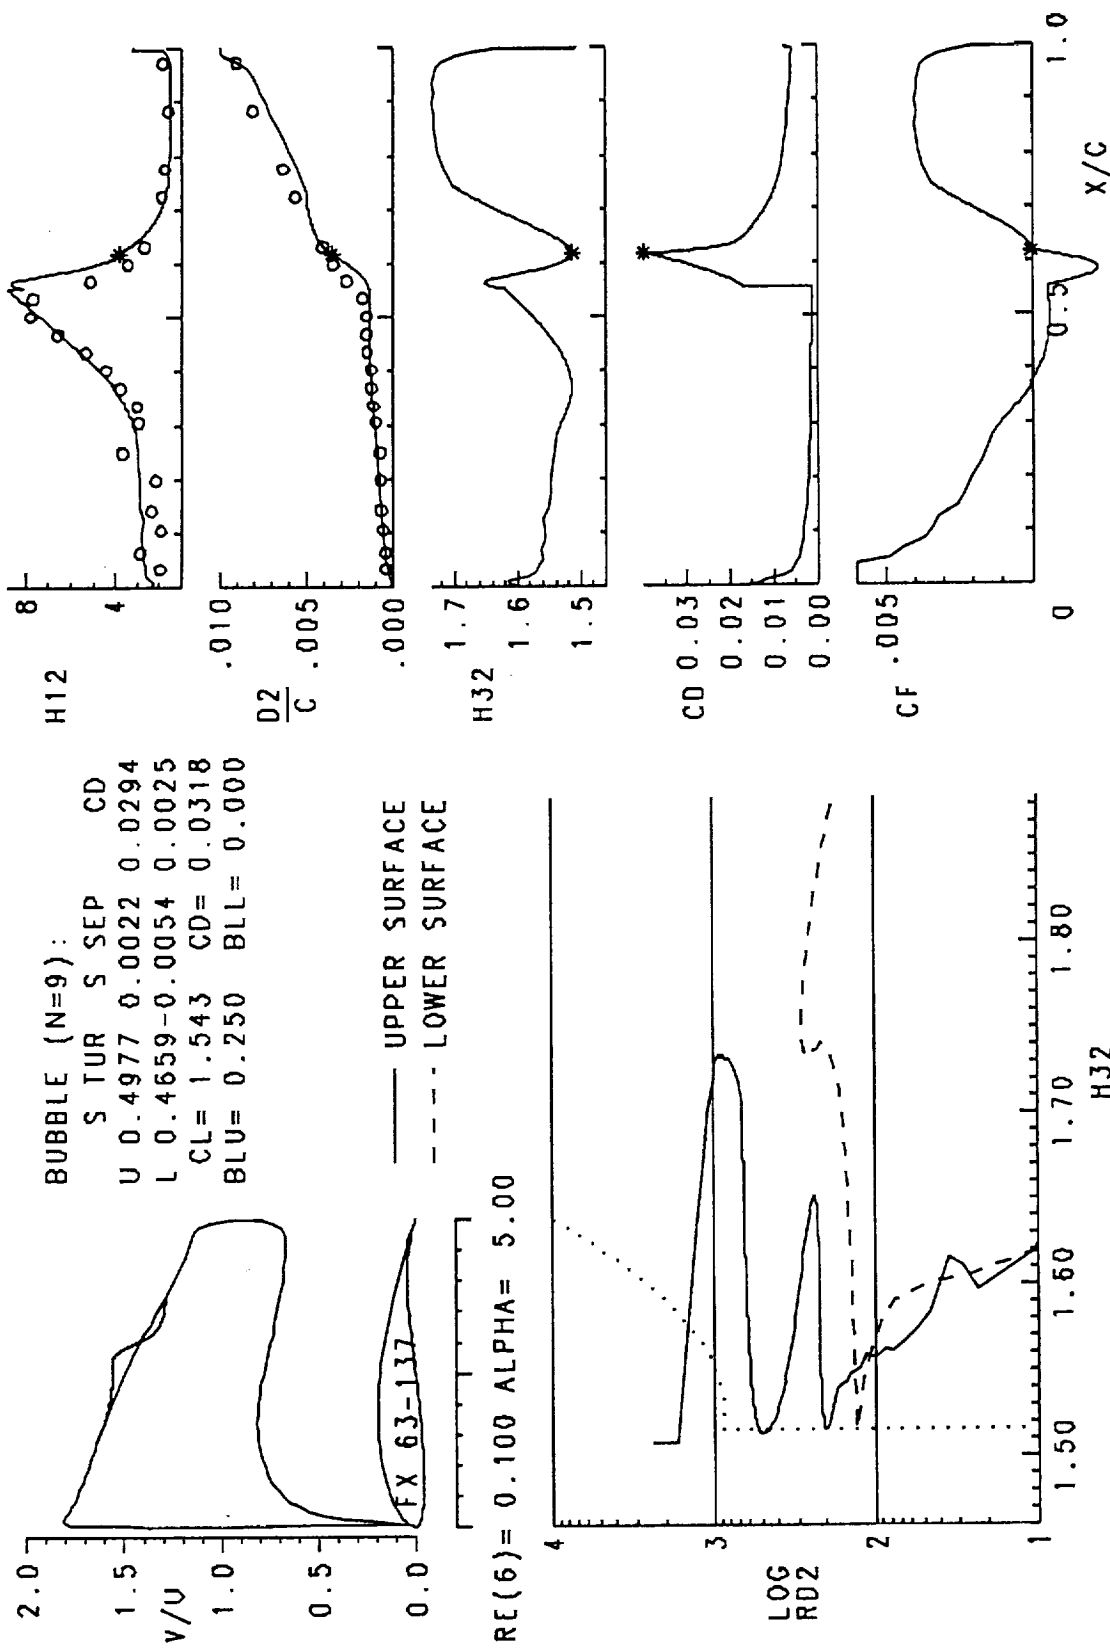 2.0
1.5
V/U
1.0
0.5
0.0
FX 63-137
RE(6)= 0.100 ALPHA= 5.00
BUBBLE (N=9):
S TUR S SEP CD
U 0.4977 0.0022 0.0294
L 0.4659-0.0054 0.0025
CL= 1.543 CD= 0.0318
BLU= 0.250 BLL= 0.000
UPPER SURFACE
LOWER SURFACE
4
3
LOG
RD2
2
1
1.50
1.60
1.70
1.80
H32
H12
8
4
D2
C
.010
.005
.000
H32
1.7
1.6
1.5
CD
0.03
0.02
0.01
0.00
CF
.005
0
0.5
1.0
X/C